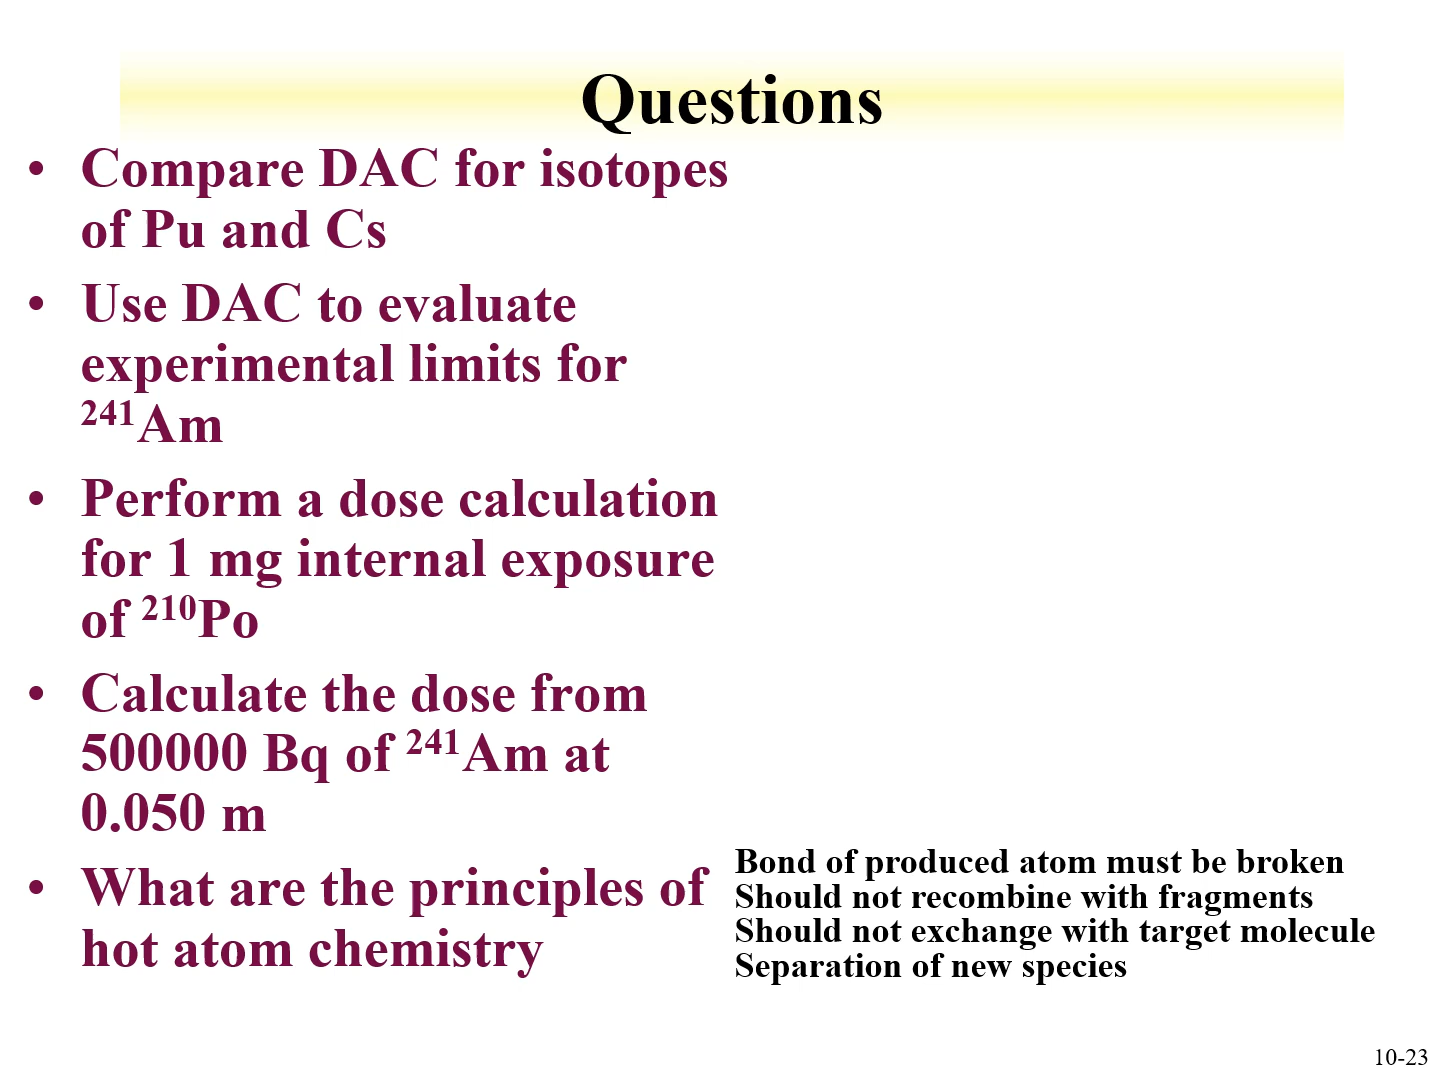 Questions
• Compare DAC for isotopes
of Pu and Cs
• Use DAC to evaluate
experimental limits for
²⁴¹Am
• Perform a dose calculation
for 1 mg internal exposure
of ²¹⁰Po
• Calculate the dose from
500000 Bq of ²⁴¹Am at
0.050 m
• What are the principles of
hot atom chemistry
Bond of produced atom must be broken
Should not recombine with fragments
Should not exchange with target molecule
Separation of new species
10-23